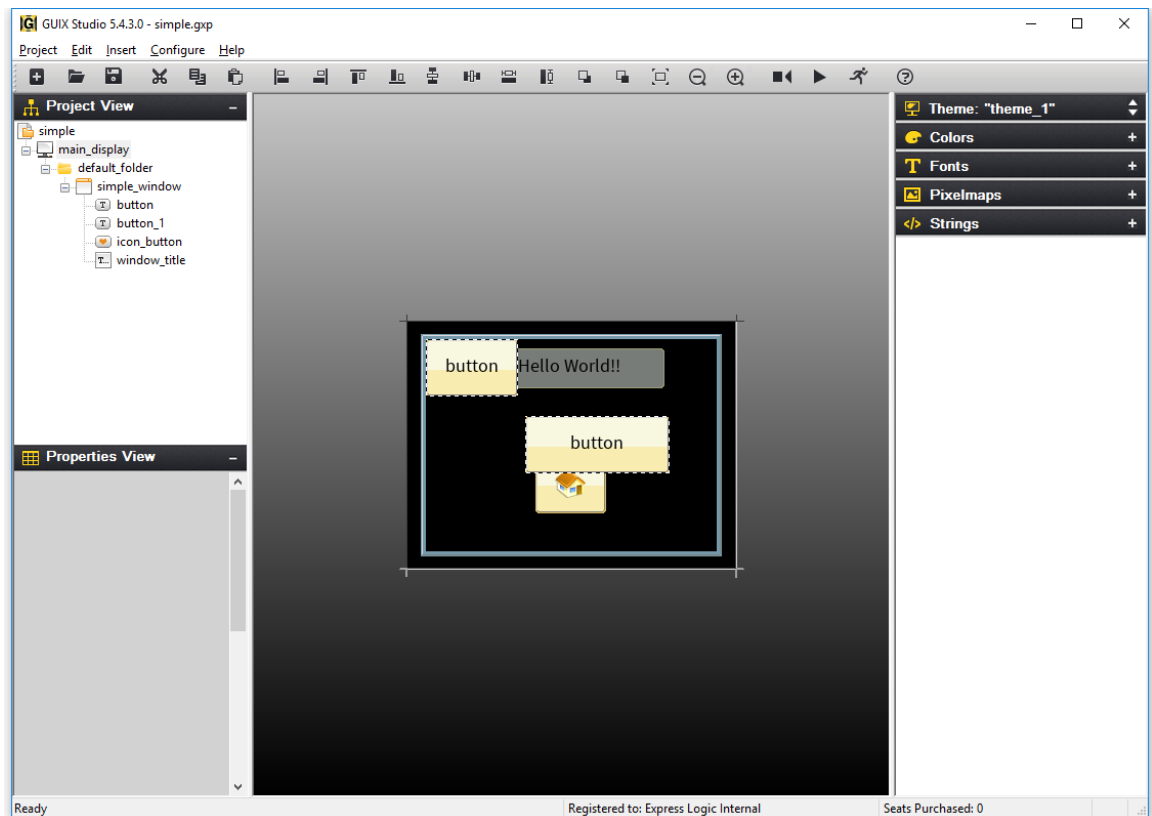 GUIX Studio 5.4.3.0 - simple.gxp
Project Edit Insert Configure Help
Project View
simple
main_display
default_folder
simple_window
button
button_1
icon_button
window_title
Properties View
button Hello World!!
button
Theme: "theme_1"
Colors
Fonts
Pixelmaps
Strings
Ready Registered to: Express Logic Internal Seats Purchased: 0